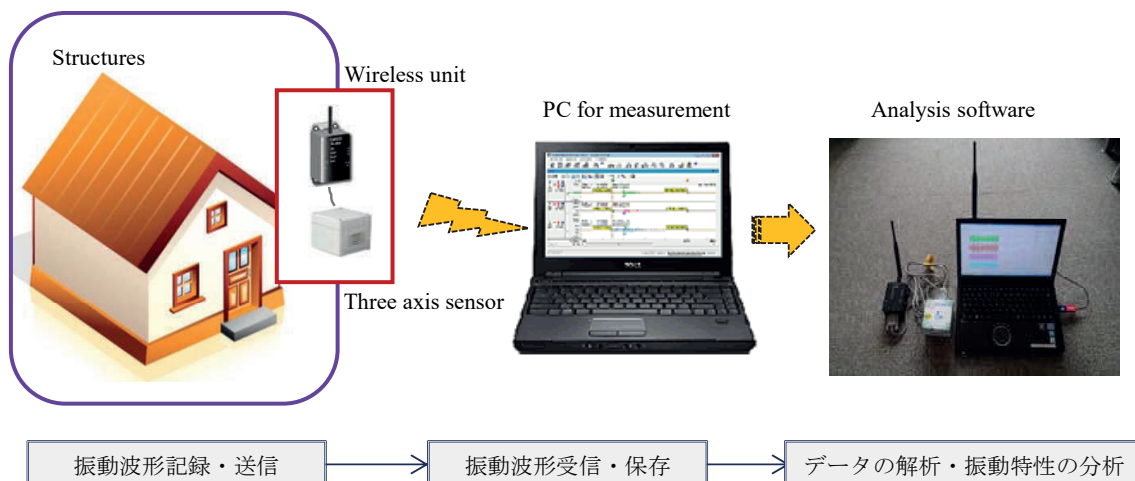 Structures
Wireless unit
PC for measurement
Analysis software
Three axis sensor
振動波形記録・送信
振動波形受信・保存
データの解析・振動特性の分析